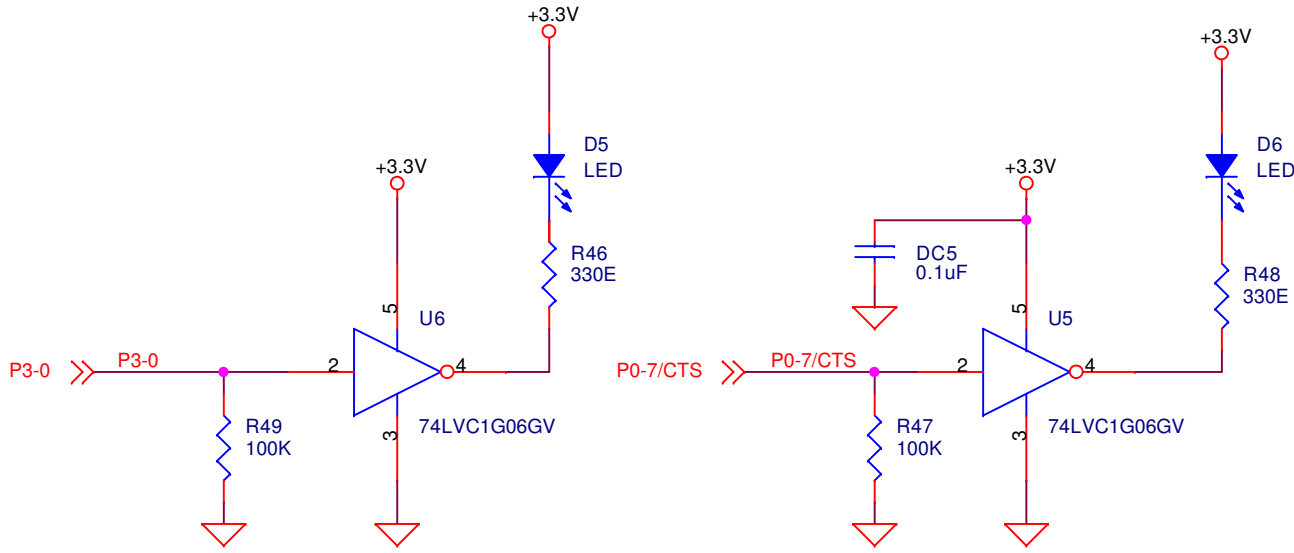 +3.3V
D5
LED
+3.3V
R46
330E
5
U6
P3-0
P3-0
2
4
R49
100K
3
74LVC1G06GV
+3.3V
D6
LED
+3.3V
DC5
0.1uF
R48
330E
5
U5
P0-7/CTS
P0-7/CTS
2
4
R47
100K
3
74LVC1G06GV